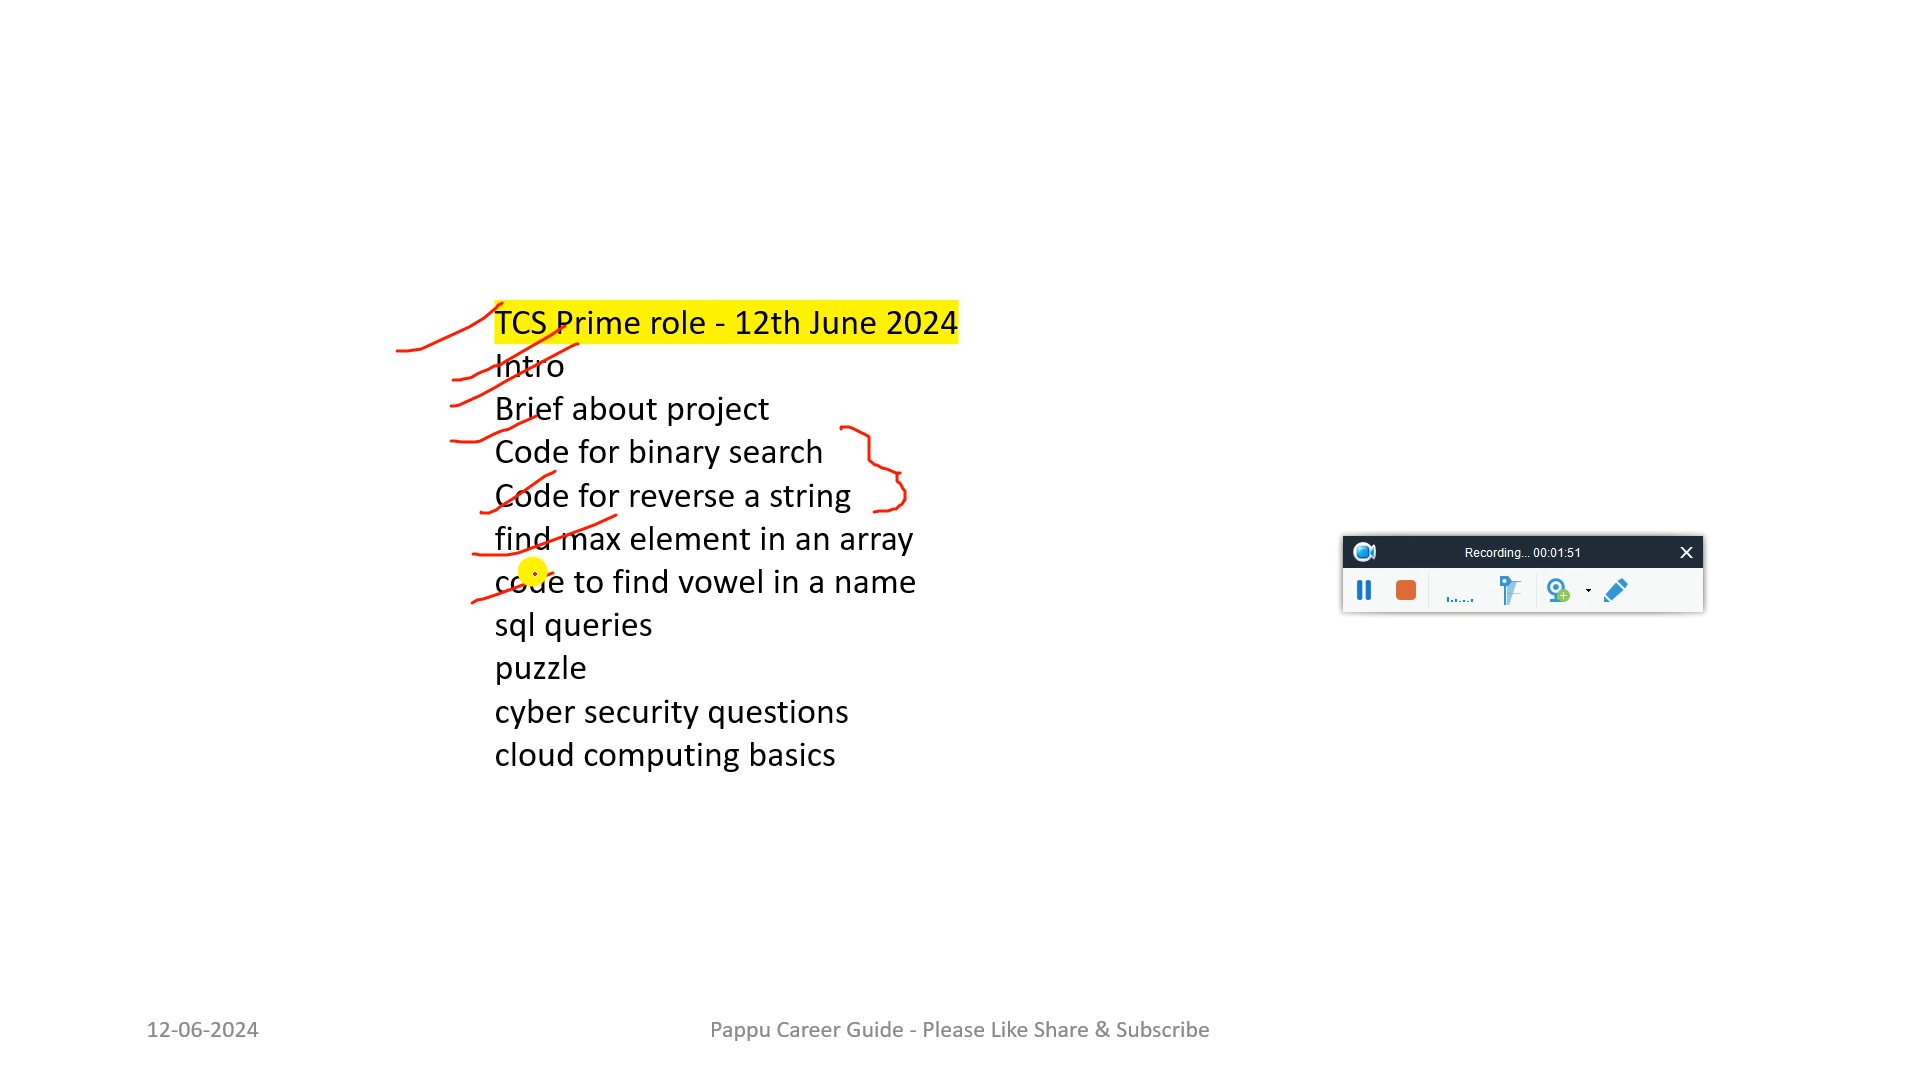 TCS Prime role - 12th June 2024
Intro
Brief about project
Code for binary search
Code for reverse a string
find max element in an array
code to find vowel in a name
sql queries
puzzle
cyber security questions
cloud computing basics
Recording... 00:01:51
12-06-2024
Pappu Career Guide - Please Like Share & Subscribe